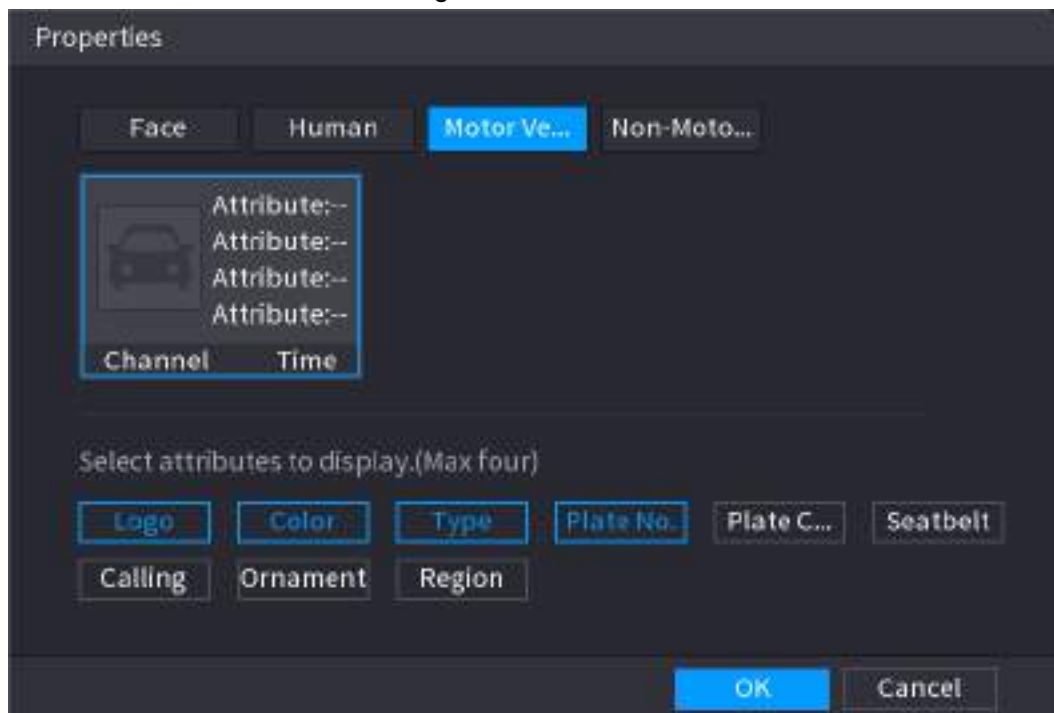 Properties
Face Human Motor Ve... Non-Moto...
Attribute:--
Attribute:--
Attribute:--
Attribute:--
Channel Time
Select attributes to display.(Max four)
Logo Color Type Plate No. Plate C... Seatbelt
Calling Ornament Region
OK Cancel